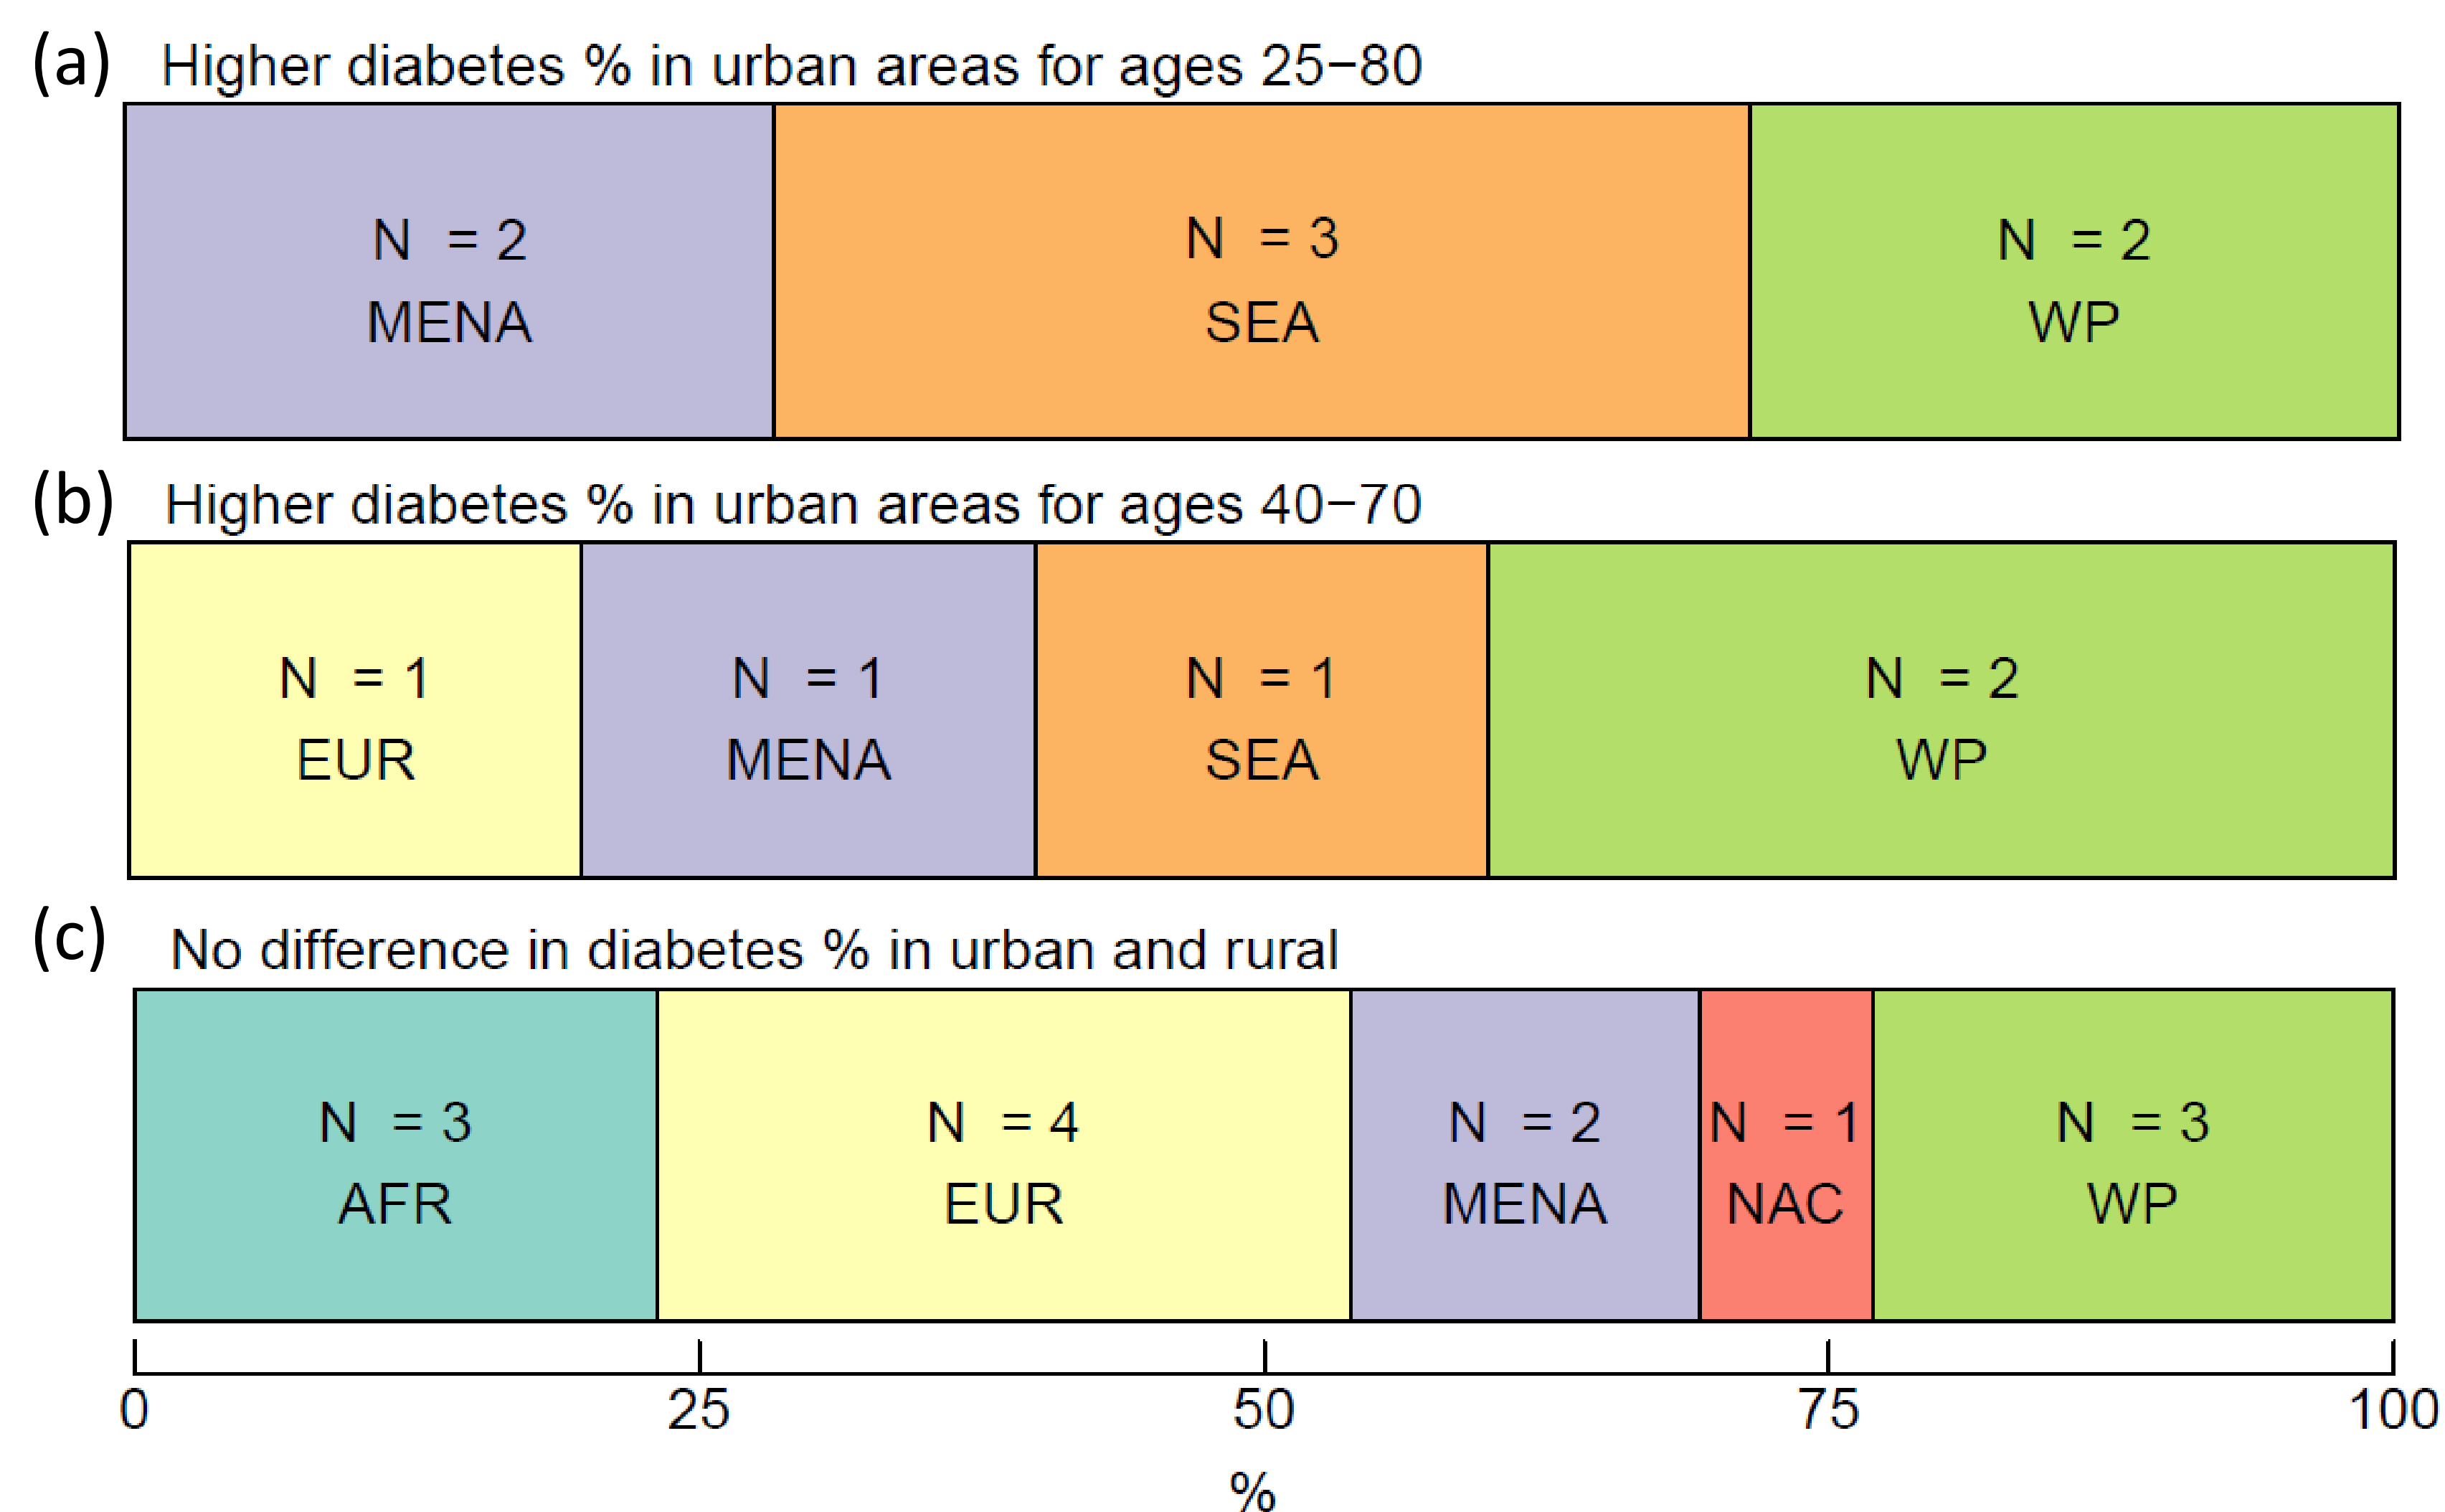 (a) Higher diabetes % in urban areas for ages 25−80
N = 2 N = 3 N = 2
MENA SEA WP
(b) Higher diabetes % in urban areas for ages 40−70
N = 1 N = 1 N = 1 N = 2
EUR MENA SEA WP
(c) No difference in diabetes % in urban and rural
N = 3 N = 4 N = 2 N = 1 N = 3
AFR EUR MENA NAC WP
0 25 50 75 100
%